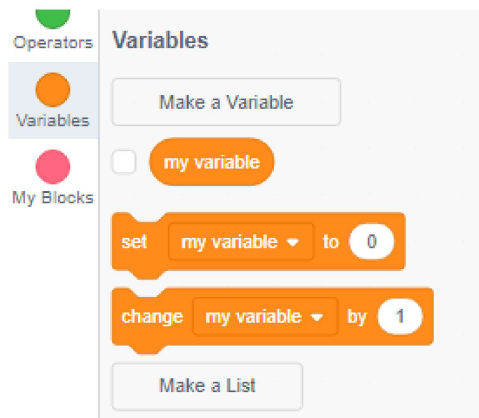 Operators
Variables
My Blocks
Variables
Make a Variable
my variable
set my variable to 0
change my variable by 1
Make a List